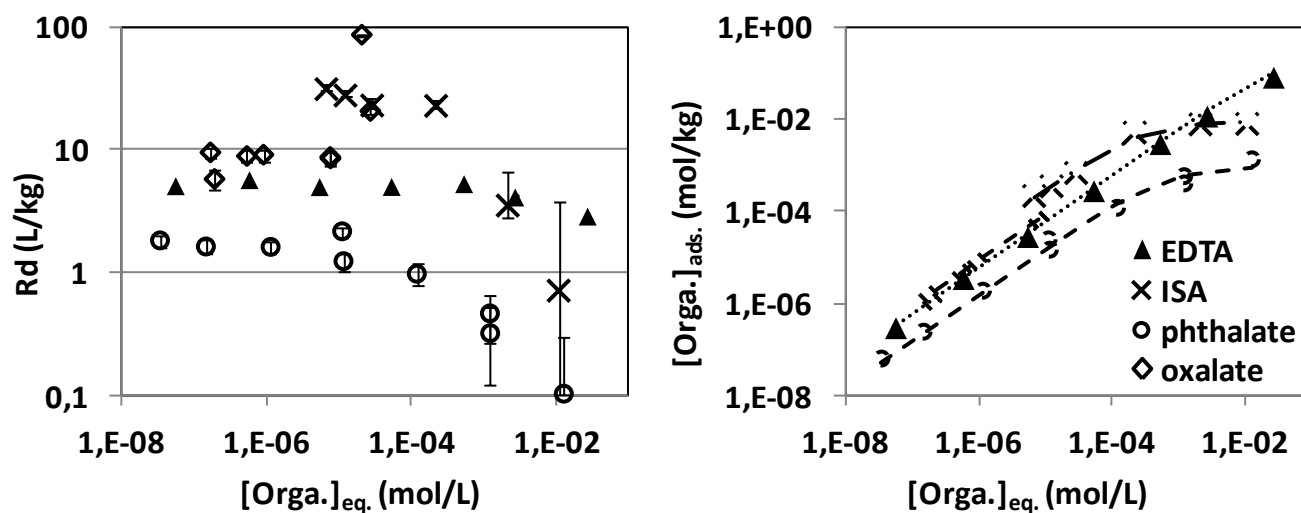 100
10
1
0,1
Rd (L/kg)
1,E-08
1,E-06
1,E-04
1,E-02
[Orga.]eq. (mol/L)
1,E+00
1,E-02
1,E-04
1,E-06
1,E-08
[Orga.]ads. (mol/kg)
EDTA
ISA
phthalate
oxalate
1,E-08
1,E-06
1,E-04
1,E-02
[Orga.]eq. (mol/L)